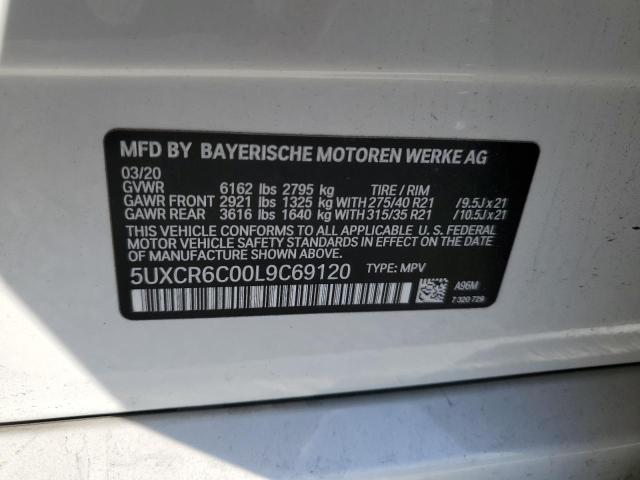 MFD BY BAYERISCHE MOTOREN WERKE AG
03/20
GVWR 6162 lbs 2795 kg TIRE / RIM
GAWR FRONT 2921 lbs 1325 kg WITH 275/40 R21 /9.5J x 21
GAWR REAR 3616 lbs 1640 kg WITH 315/35 R21 /10.5J x 21
THIS VEHICLE CONFORMS TO ALL APPLICABLE U. S. FEDERAL
MOTOR VEHICLE SAFETY STANDARDS IN EFFECT ON THE
DATE OF MANUFACTURE SHOWN ABOVE.
5UXCR6C00L9C69120 TYPE: MPV
A96M
7 320 729